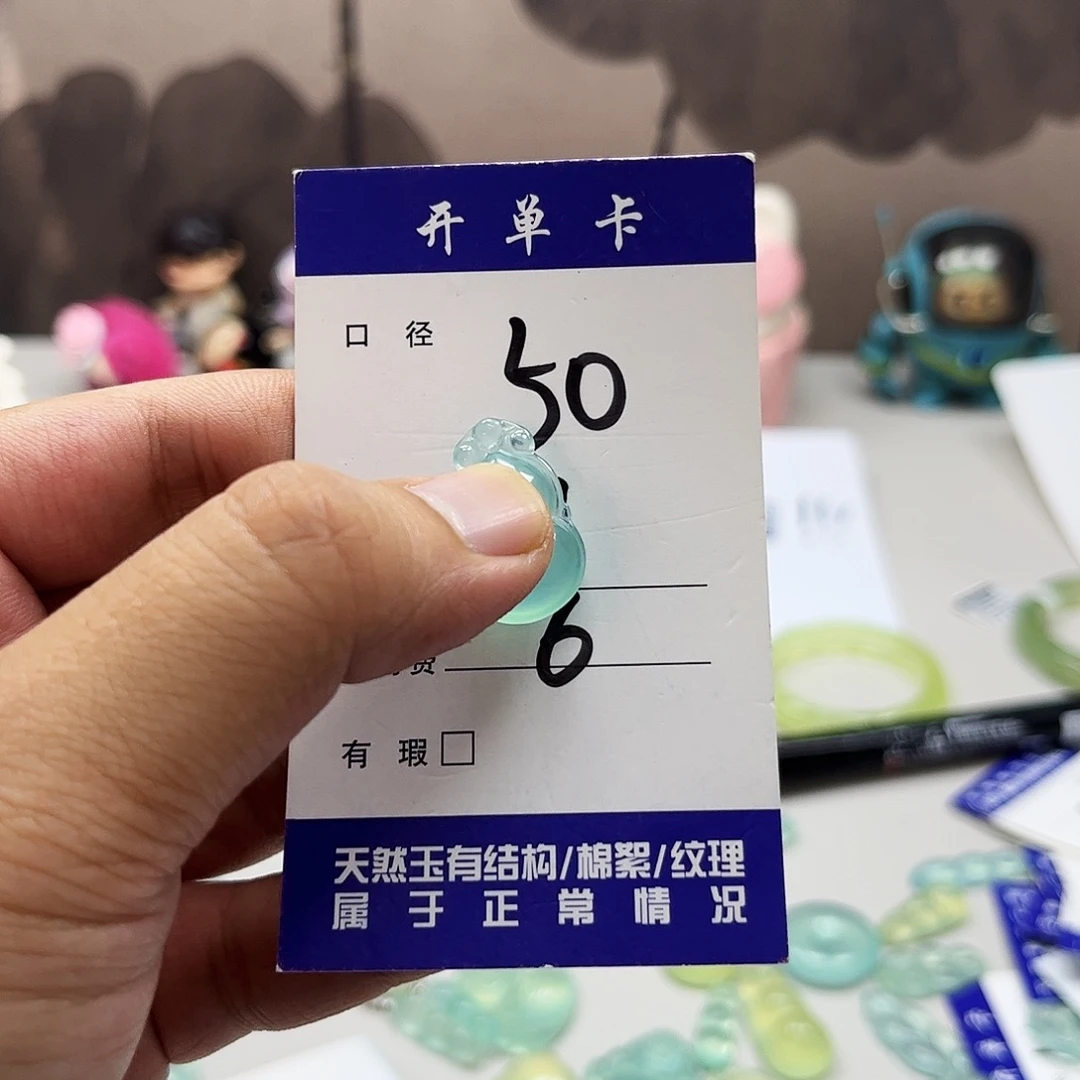 开单卡
口径 50
6
有瑕□
天然玉有结构/棉絮/纹理
属于正常情况